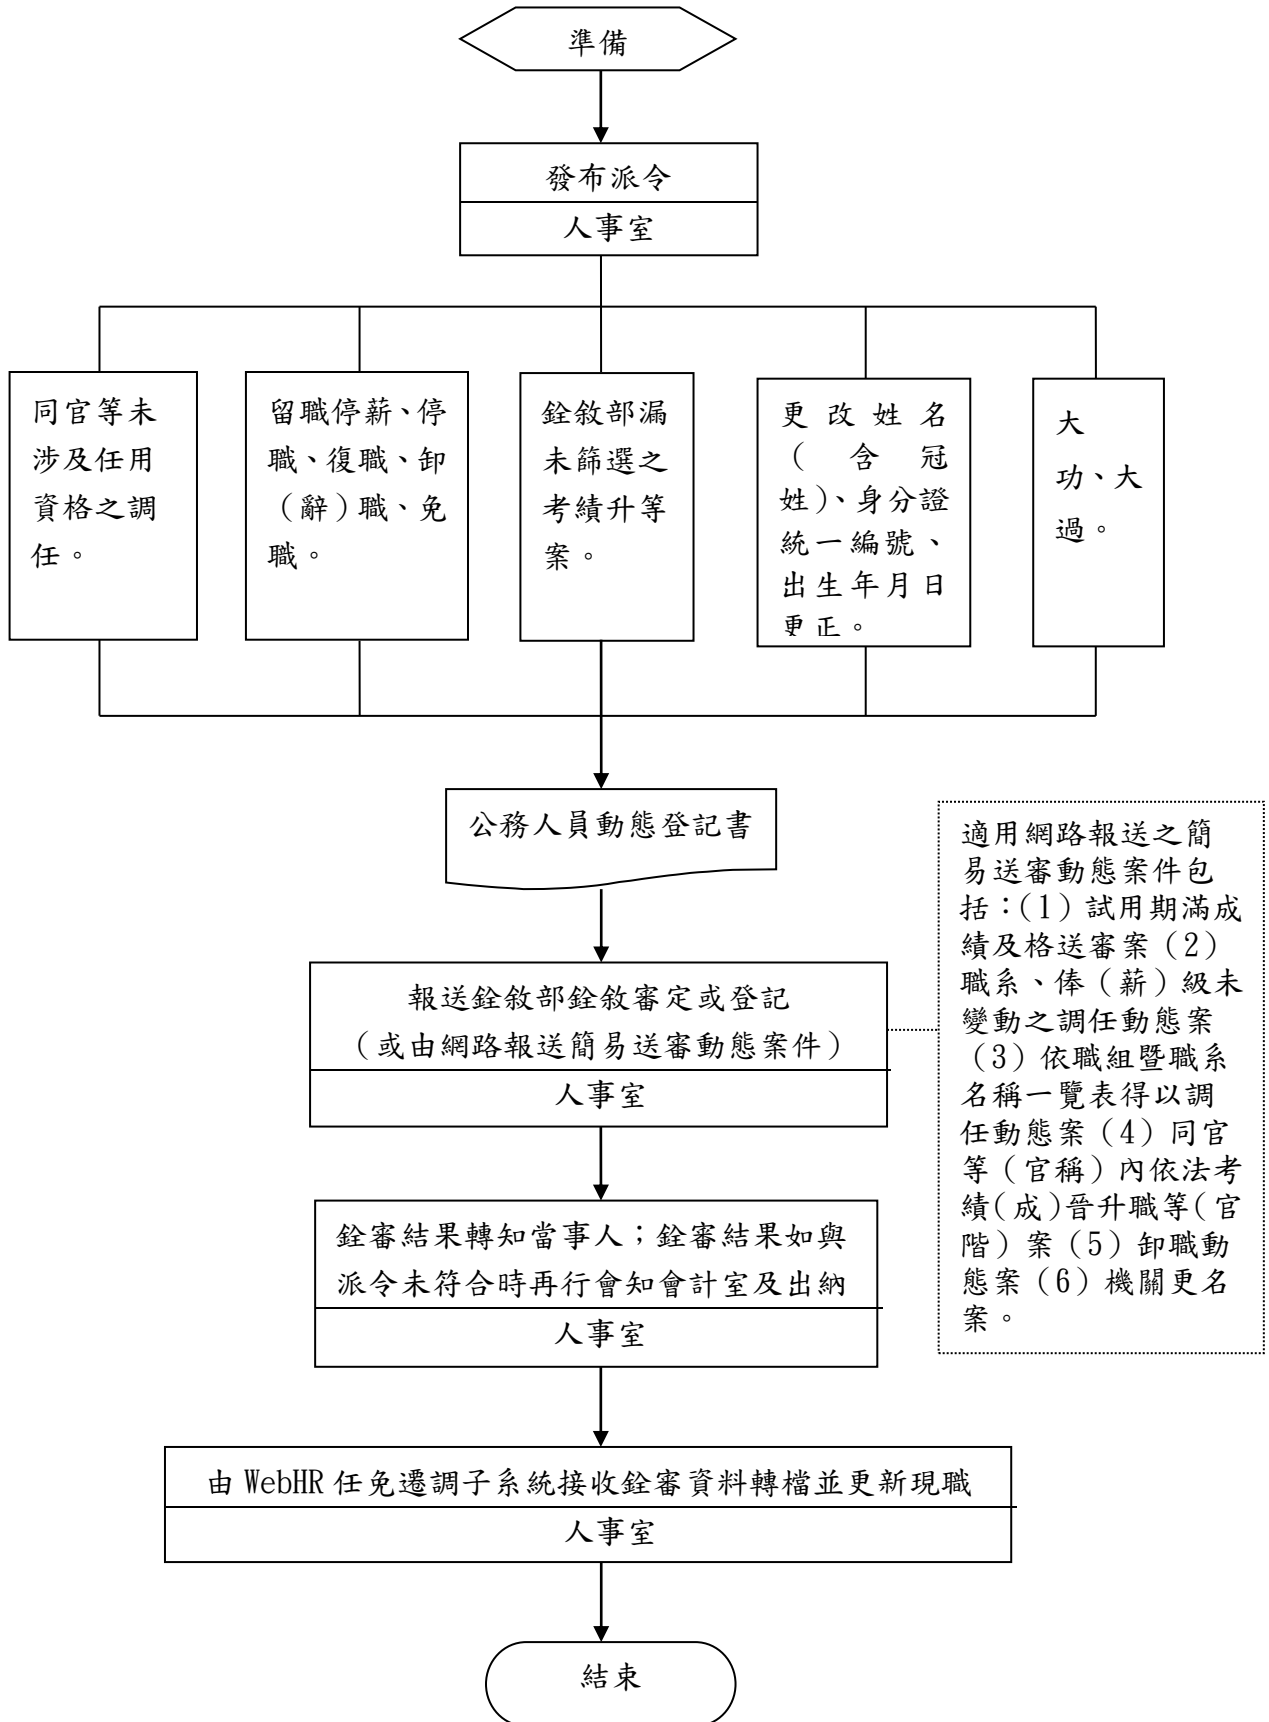 準備
發布派令
人事室
同官等未
涉及任用
資格之調
任。
留職停薪、停
職、復職、卸
（辭）職、免
職。
銓敘部漏
未篩選之
考績升等
案。
更改姓名
（含冠
姓)、身分證
統一編號、
出生年月日
更正。
大
功、大
過。
公務人員動態登記書
報送銓敘部銓敘審定或登記
（或由網路報送簡易送審動態案件）
人事室
適用網路報送之簡
易送審動態案件包
括：(1)試用期滿成
績及格送審案（2）
職系、俸（薪）級未
變動之調任動態案
（3）依職組暨職系
名稱一覽表得以調
任動態案（4）同官
等（官稱）內依法考
績(成)晉升職等(官
階）案（5）卸職動
態案（6）機關更名
案。
銓審結果轉知當事人；銓審結果如與
派令未符合時再行會知會計室及出納
人事室
由 WebHR 任免遷調子系統接收銓審資料轉檔並更新現職
人事室
結束